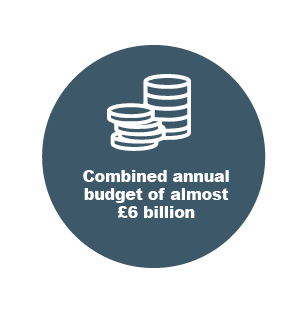 Combined annual
budget of almost
£6 billion